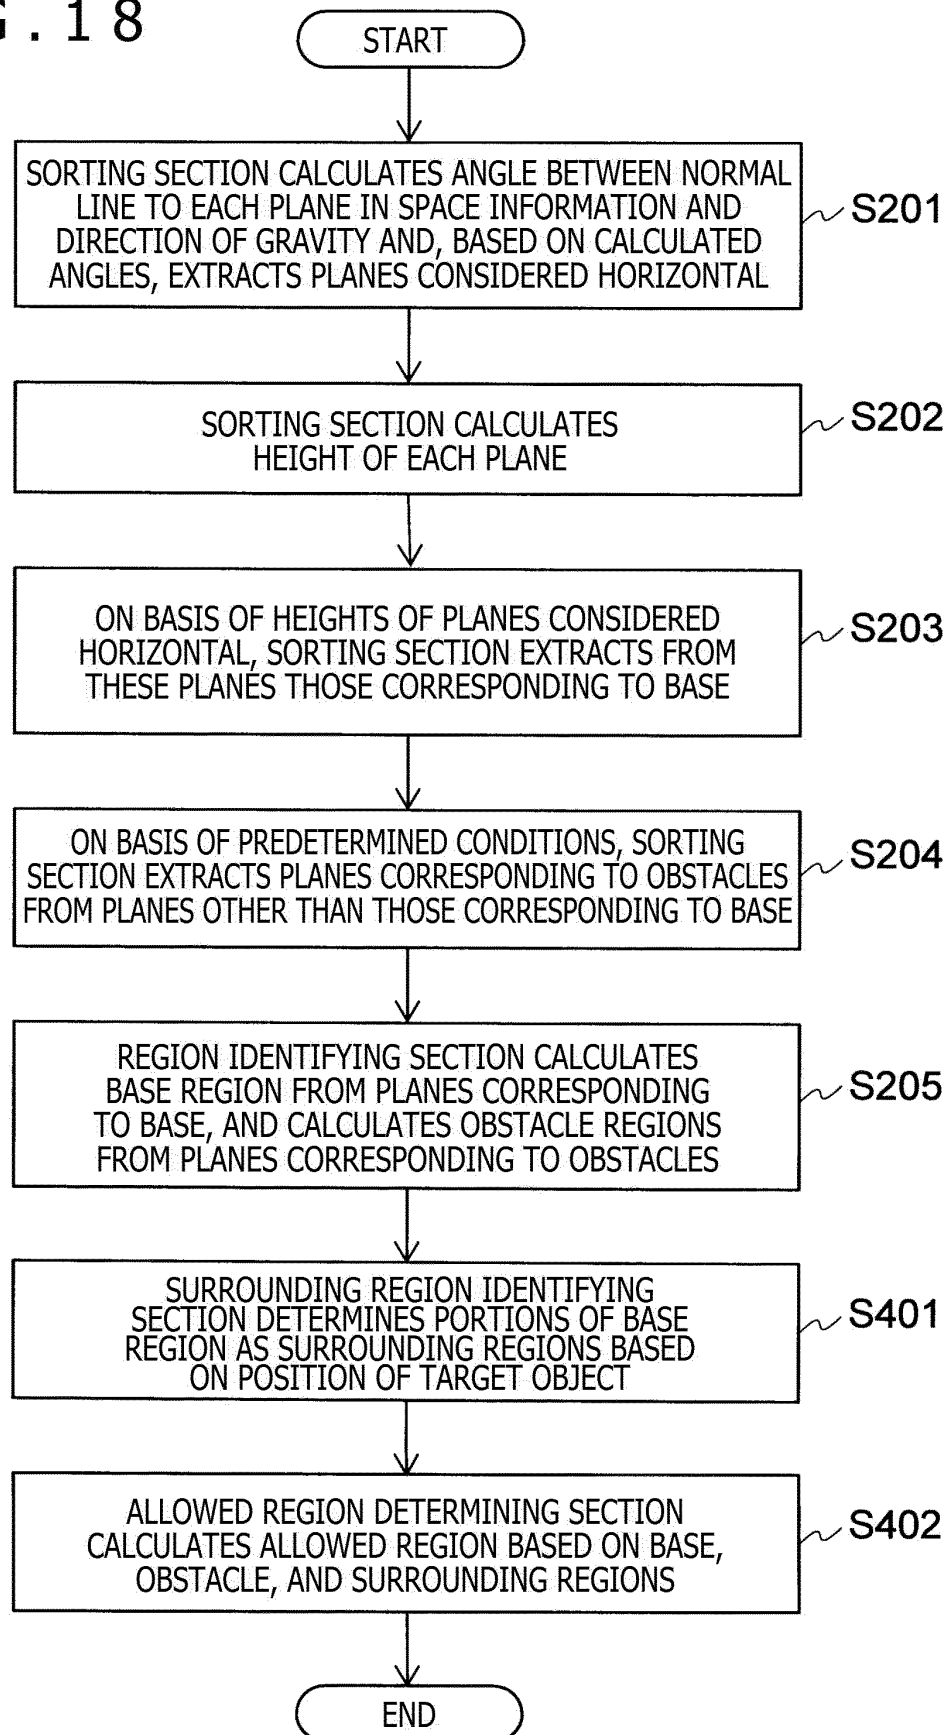 G.18
START
SORTING SECTION CALCULATES ANGLE BETWEEN NORMAL
LINE TO EACH PLANE IN SPACE INFORMATION AND
DIRECTION OF GRAVITY AND, BASED ON CALCULATED
ANGLES, EXTRACTS PLANES CONSIDERED HORIZONTAL
S201
SORTING SECTION CALCULATES
HEIGHT OF EACH PLANE
S202
ON BASIS OF HEIGHTS OF PLANES CONSIDERED
HORIZONTAL, SORTING SECTION EXTRACTS FROM
THESE PLANES THOSE CORRESPONDING TO BASE
S203
ON BASIS OF PREDETERMINED CONDITIONS, SORTING
SECTION EXTRACTS PLANES CORRESPONDING TO OBSTACLES
FROM PLANES OTHER THAN THOSE CORRESPONDING TO BASE
S204
REGION IDENTIFYING SECTION CALCULATES
BASE REGION FROM PLANES CORRESPONDING
TO BASE, AND CALCULATES OBSTACLE REGIONS
FROM PLANES CORRESPONDING TO OBSTACLES
S205
SURROUNDING REGION IDENTIFYING
SECTION DETERMINES PORTIONS OF BASE
REGION AS SURROUNDING REGIONS BASED
ON POSITION OF TARGET OBJECT
S401
ALLOWED REGION DETERMINING SECTION
CALCULATES ALLOWED REGION BASED ON BASE,
OBSTACLE, AND SURROUNDING REGIONS
S402
END